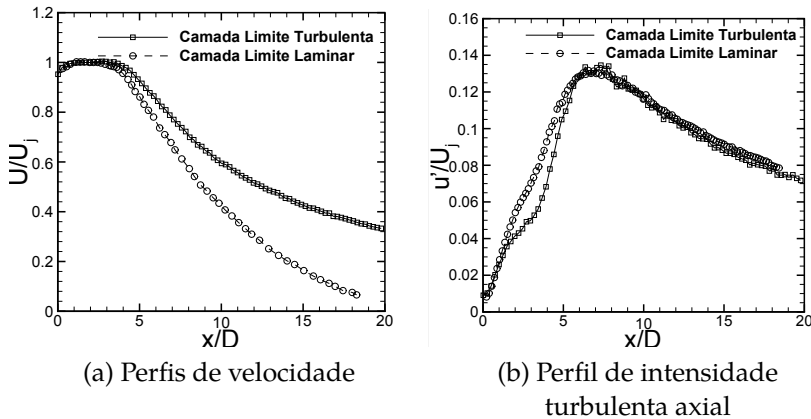 1.2
1
0.8
0.6
0.4
0.2
0
U/Uj
Camada Limite Turbulenta
Camada Limite Laminar
0 5 10 15 20
x/D
(a) Perfis de velocidade
0.16
0.14
0.12
0.1
0.08
0.06
0.04
0.02
0
u'/Uj
Camada Limite Turbulenta
Camada Limite Laminar
0 5 10 15 20
x/D
(b) Perfil de intensidade
turbulenta axial